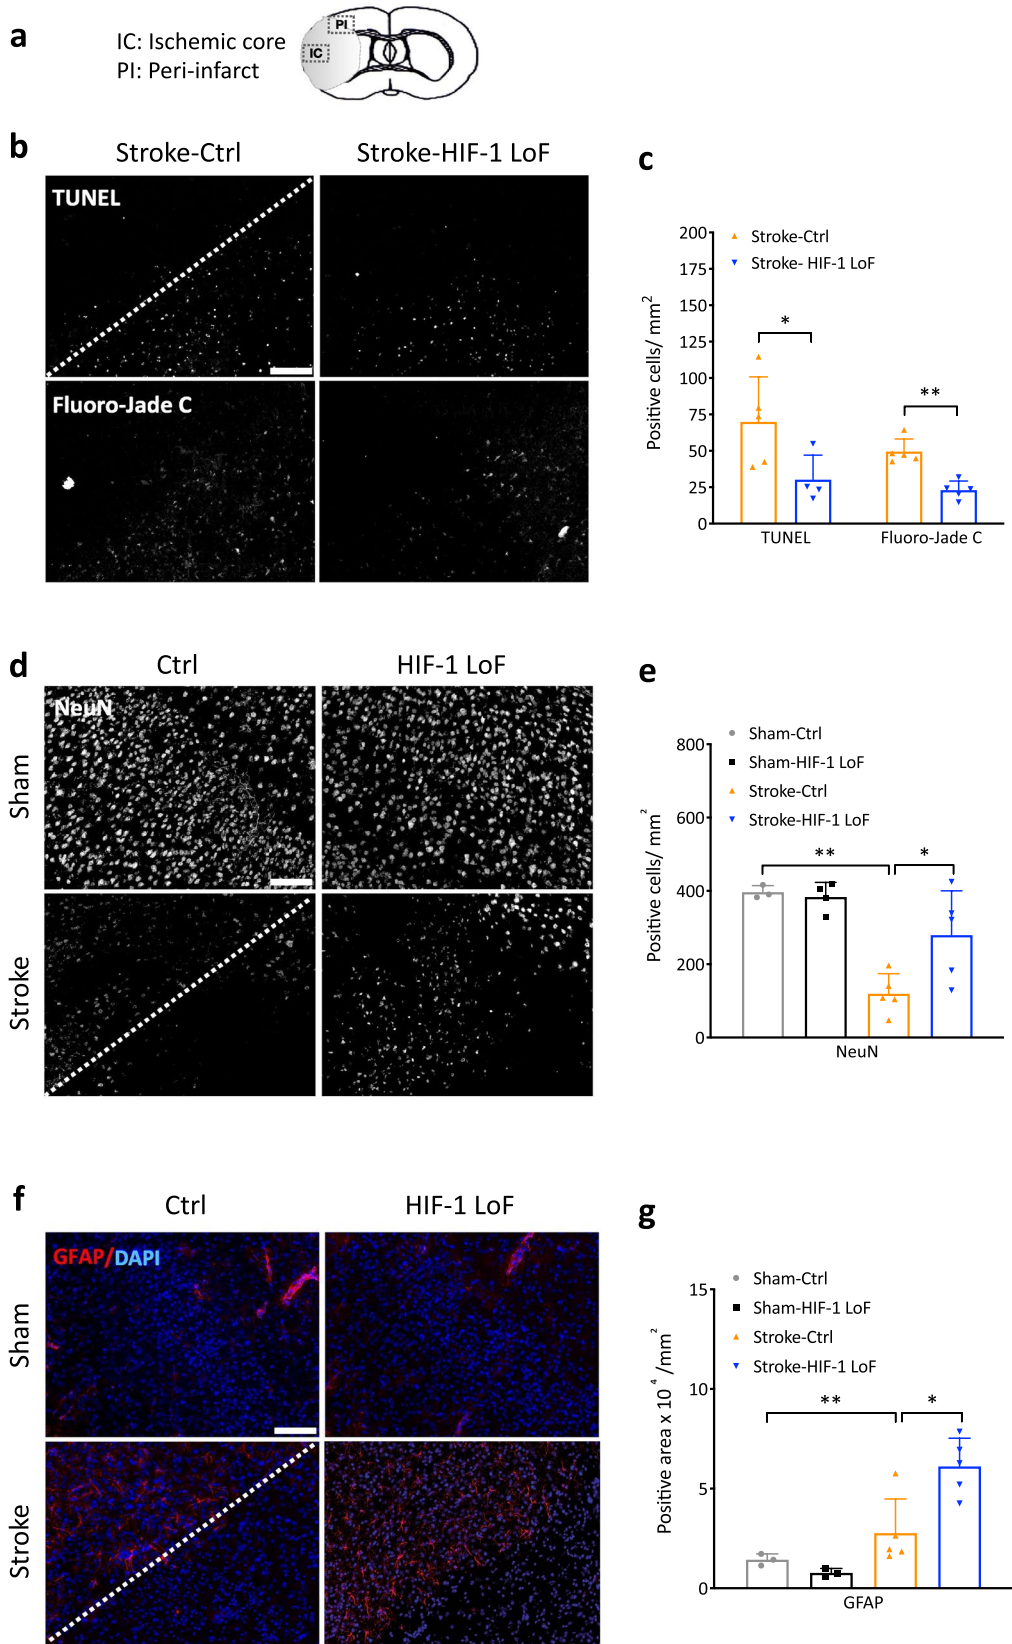 a
IC: Ischemic core
PI: Peri-infarct
PI
IC
b
Stroke-Ctrl
Stroke-HIF-1 LoF
TUNEL
Fluoro-Jade C
c
Positive cells/ mm²
200
175
150
125
100
75
50
25
0
Stroke-Ctrl
Stroke- HIF-1 LoF
*
**
TUNEL
Fluoro-Jade C
d
Ctrl
HIF-1 LoF
Sham
Stroke
NeuN
e
Positive cells/ mm²
800
600
400
200
0
Sham-Ctrl
Sham-HIF-1 LoF
Stroke-Ctrl
Stroke-HIF-1 LoF
**
*
NeuN
f
Ctrl
HIF-1 LoF
Sham
Stroke
GFAP/DAPI
g
Positive area x 10⁴ /mm²
15
10
5
0
Sham-Ctrl
Sham-HIF-1 LoF
Stroke-Ctrl
Stroke-HIF-1 LoF
**
*
GFAP